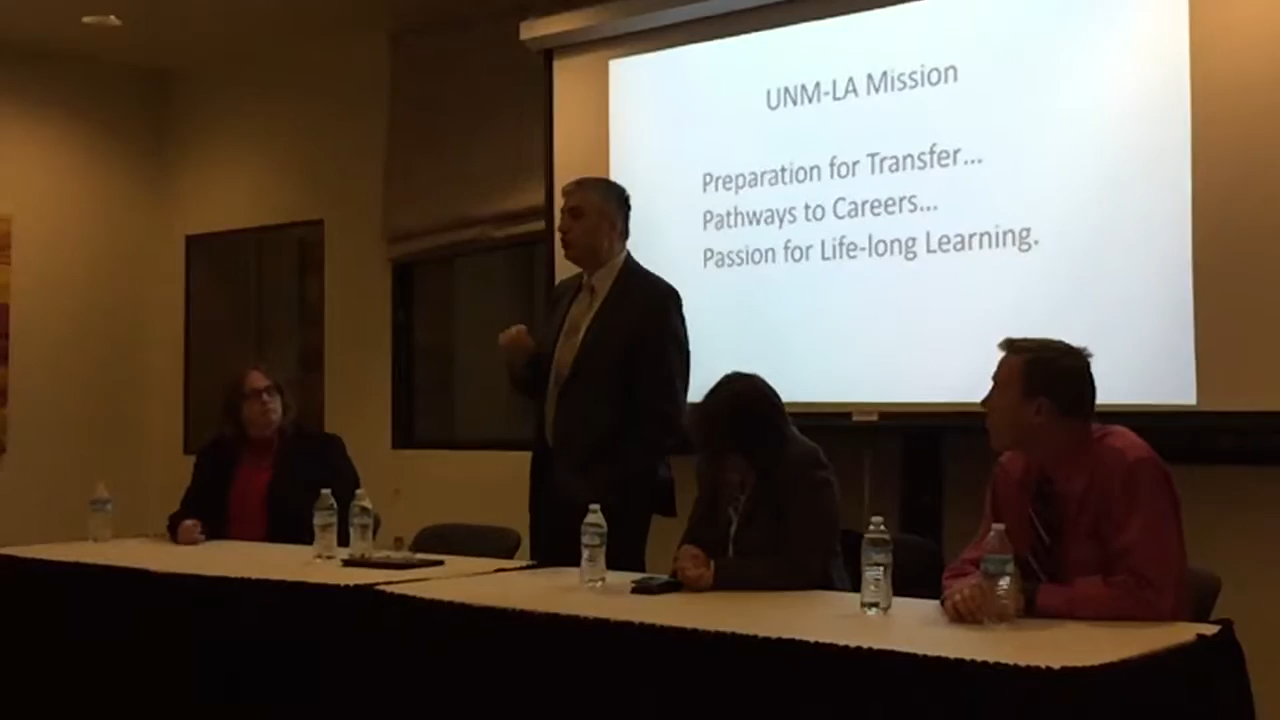 UNM-LA Mission
Preparation for Transfer...
Pathways to Careers...
Passion for Life-long Learning.